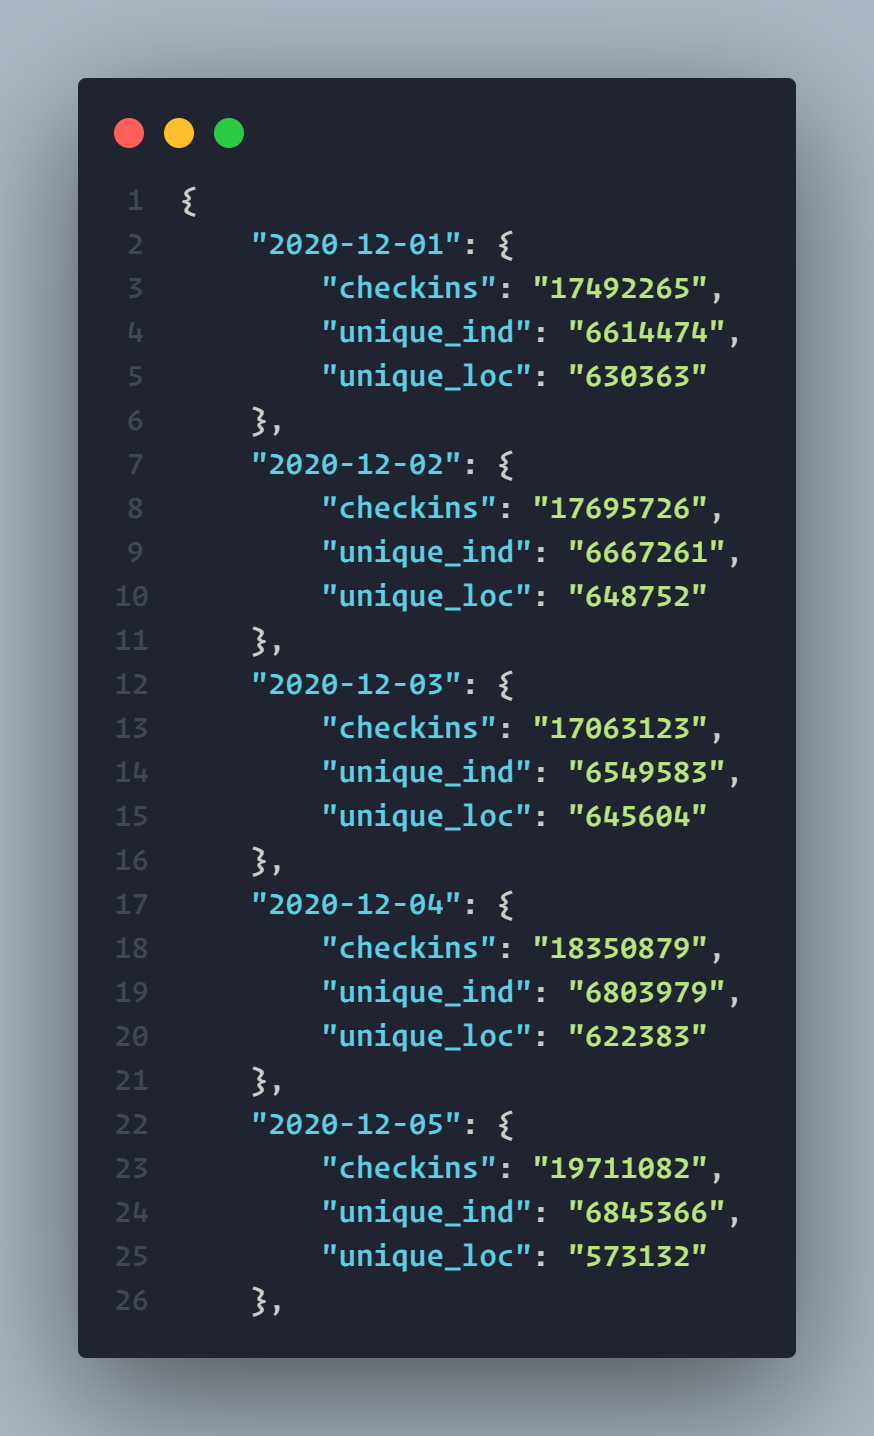 1 {
2     "2020-12-01": {
3         "checkins": "17492265",
4         "unique_ind": "6614474",
5         "unique_loc": "630363"
6     },
7     "2020-12-02": {
8         "checkins": "17695726",
9         "unique_ind": "6667261",
10         "unique_loc": "648752"
11     },
12     "2020-12-03": {
13         "checkins": "17063123",
14         "unique_ind": "6549583",
15         "unique_loc": "645604"
16     },
17     "2020-12-04": {
18         "checkins": "18350879",
19         "unique_ind": "6803979",
20         "unique_loc": "622383"
21     },
22     "2020-12-05": {
23         "checkins": "19711082",
24         "unique_ind": "6845366",
25         "unique_loc": "573132"
26     },